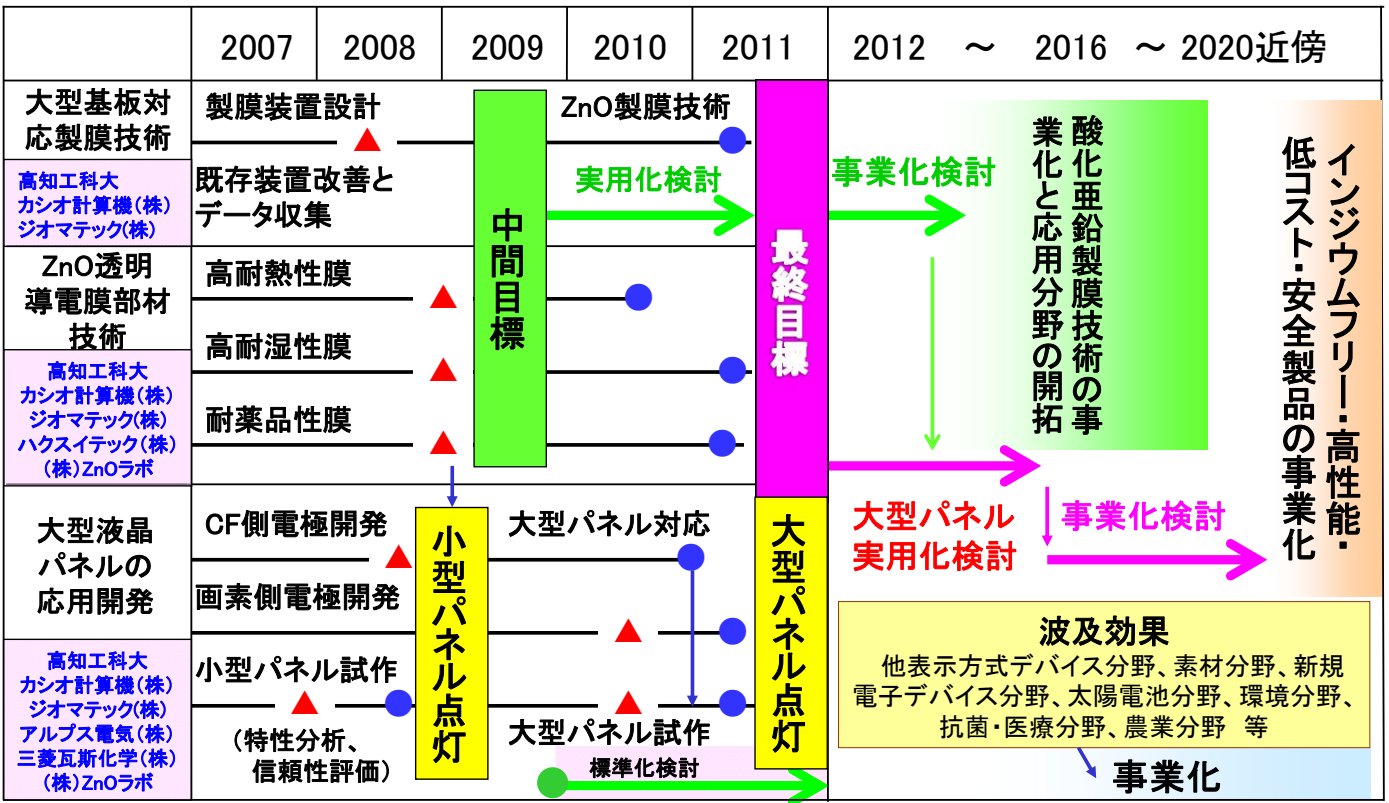 2007
2008
2009
2010
2011
2012 ～ 2016 ～ 2020近傍
大型基板対
応製膜技術
高知工科大
カシオ計算機（株）
ジオマテック(株)
製膜装置設計
ZnO製膜技術
既存装置改善と
データ収集
実用化検討
事業化検討
中間目標
最終目標
酸化亜鉛製膜技術の事
業化と応用分野の開拓
インジウムフリー・高性能・
低コスト・安全製品の事業化
ZnO透明
導電膜部材
技術
高知工科大
カシオ計算機（株）
ジオマテック(株)
ハクスイテック（株）
(株)ZnOラボ
高耐熱性膜
高耐湿性膜
耐薬品性膜
大型パネル
実用化検討
事業化検討
大型液晶
パネルの
応用開発
高知工科大
カシオ計算機（株）
ジオマテック(株)
アルプス電気（株）
三菱瓦斯化学（株）
(株)ZnOラボ
CF側電極開発
大型パネル対応
画素側電極開発
小型パネル試作
（特性分析、
信頼性評価）
小型パネル点灯
大型パネル試作
標準化検討
大型パネル点灯
波及効果
他表示方式デバイス分野、素材分野、新規
電子デバイス分野、太陽電池分野、環境分野、
抗菌・医療分野、農業分野 等
事業化